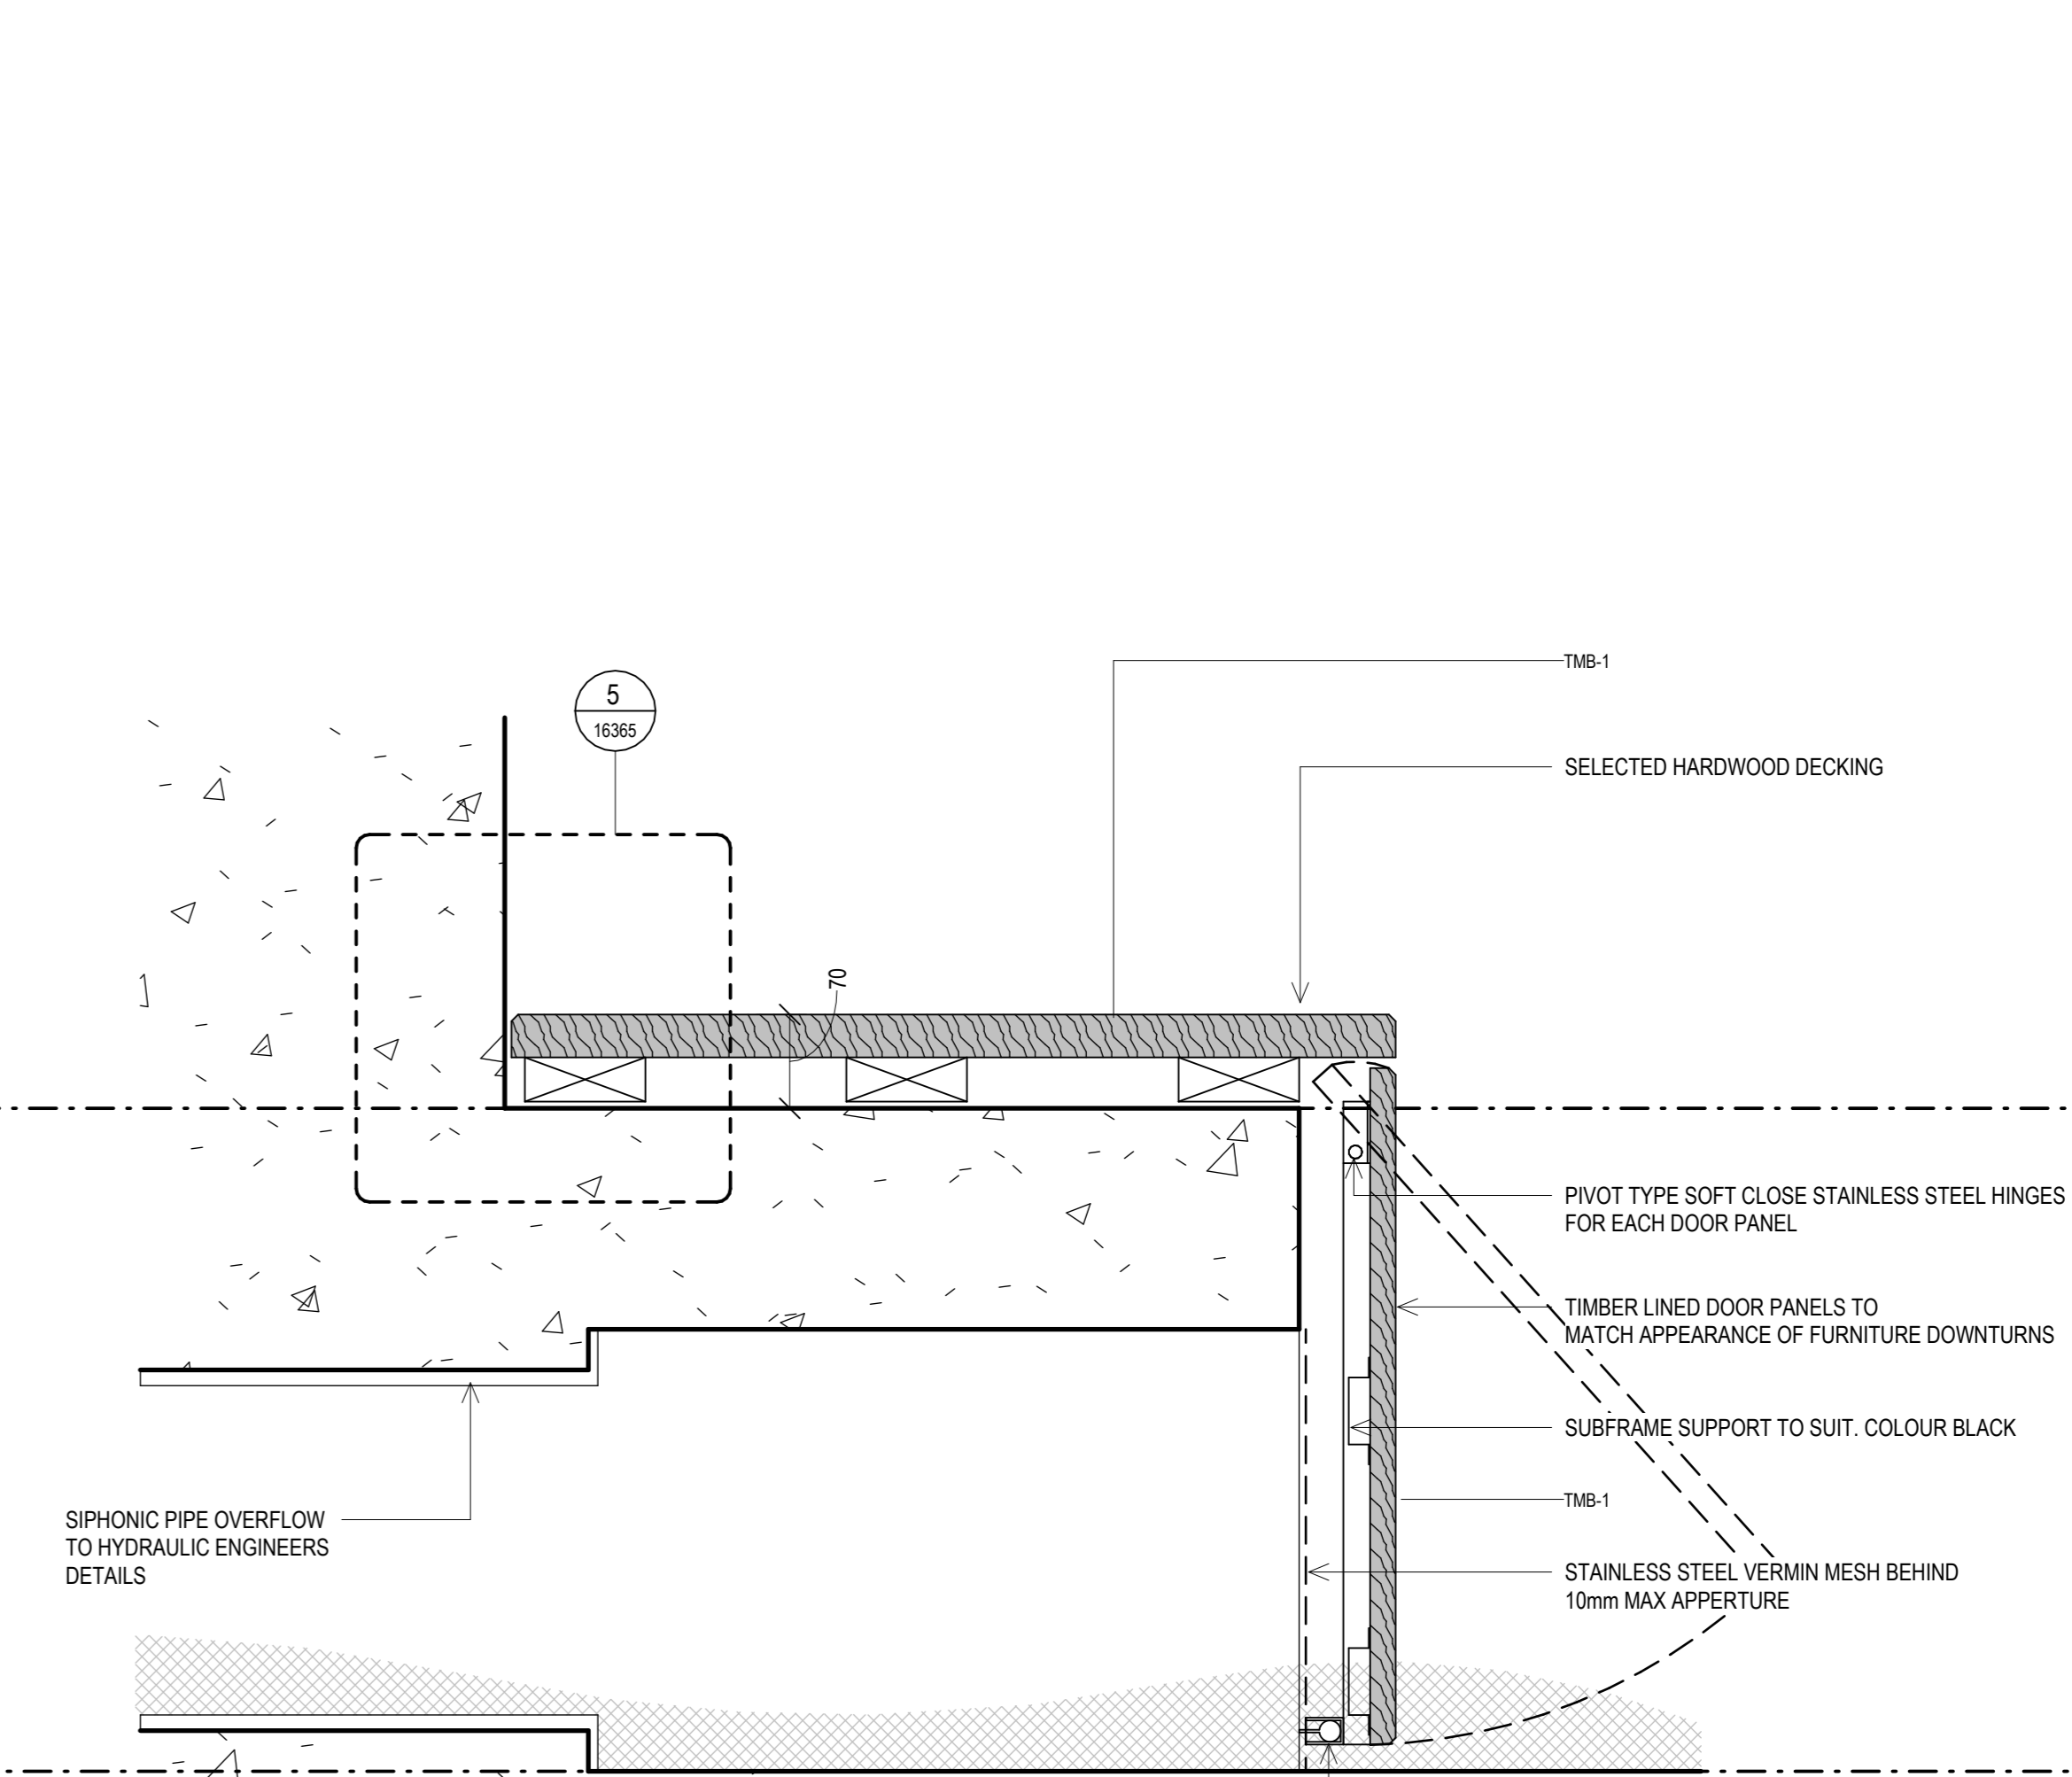 TMB-1
5
16365
SELECTED HARDWOOD DECKING
70
PIVOT TYPE SOFT CLOSE STAINLESS STEEL HINGES
FOR EACH DOOR PANEL
TIMBER LINED DOOR PANELS TO
MATCH APPEARANCE OF FURNITURE DOWNTURNS
SUBFRAME SUPPORT TO SUIT. COLOUR BLACK
TMB-1
SIPHONIC PIPE OVERFLOW
TO HYDRAULIC ENGINEERS
DETAILS
STAINLESS STEEL VERMIN MESH BEHIND
10mm MAX APPERTURE